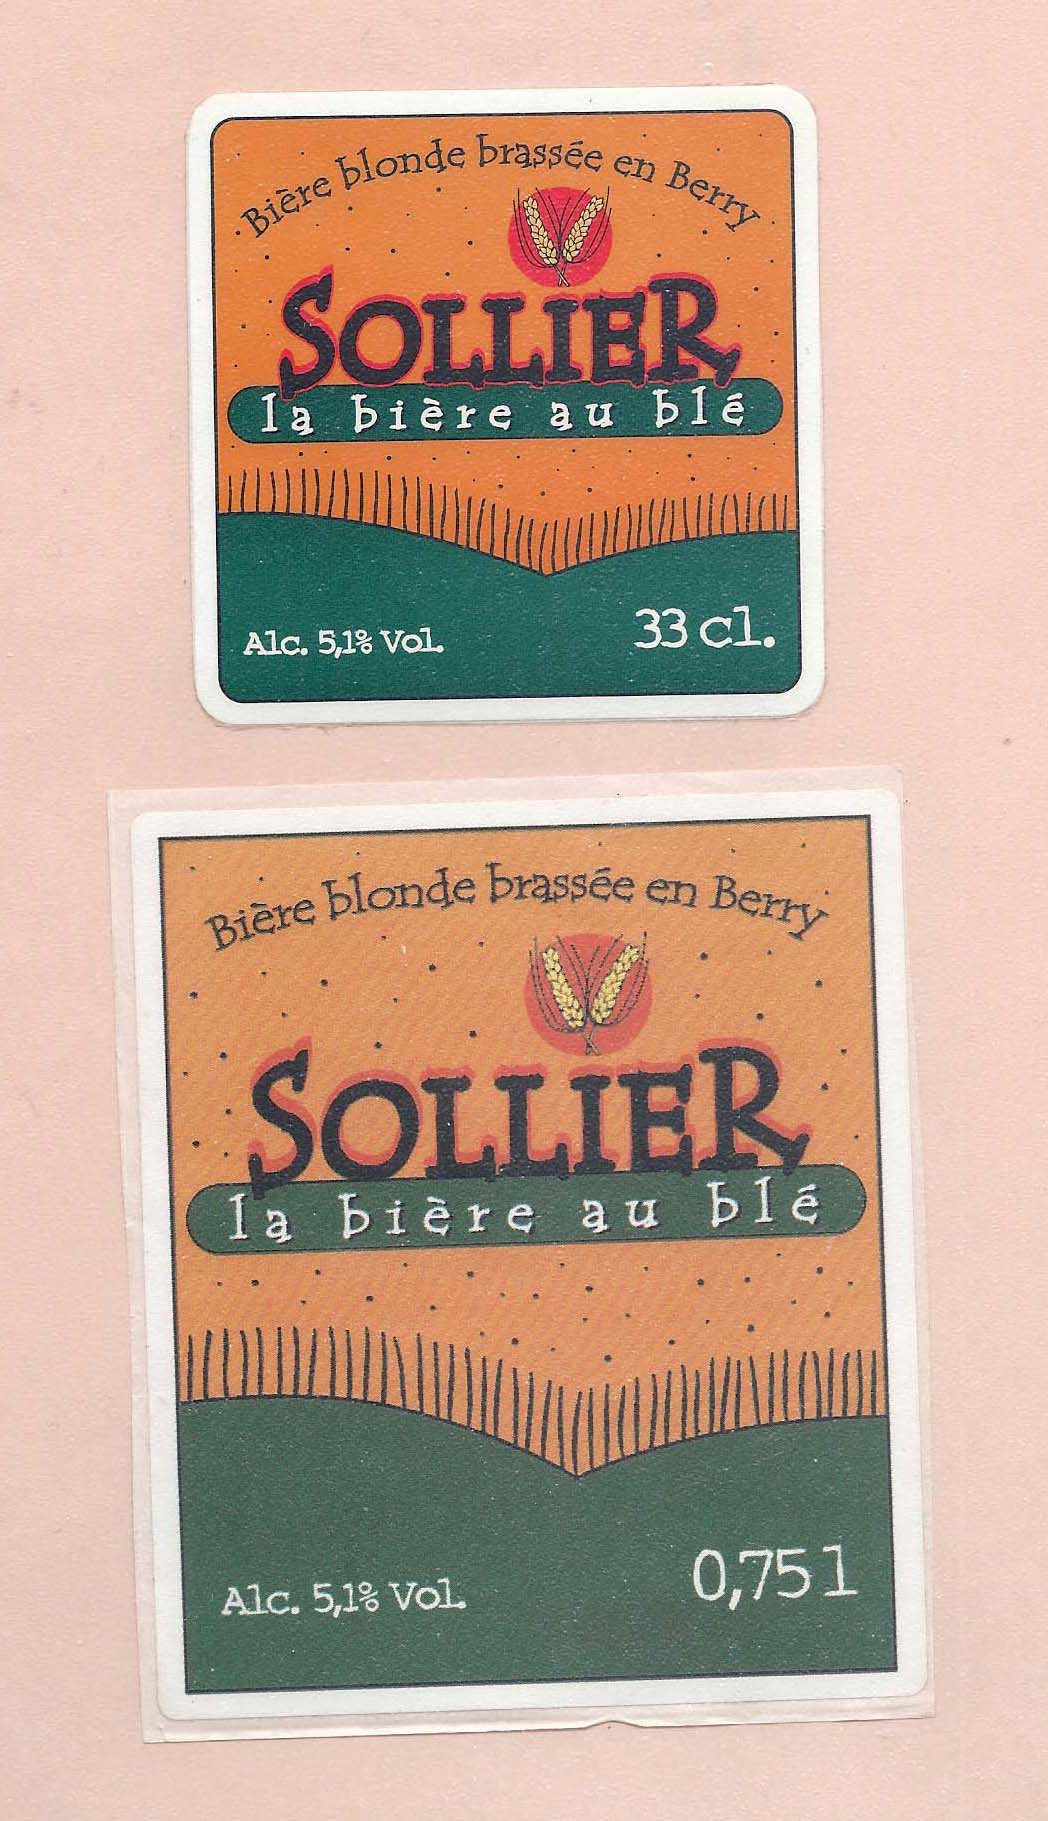 Bière blonde brassée en Berry
SOLLIER
la bière au blé
Alc. 5,1% Vol.
33 cl.
Bière blonde brassée en Berry
SOLLIER
la bière au blé
Alc. 5,1% Vol.
0,75 l